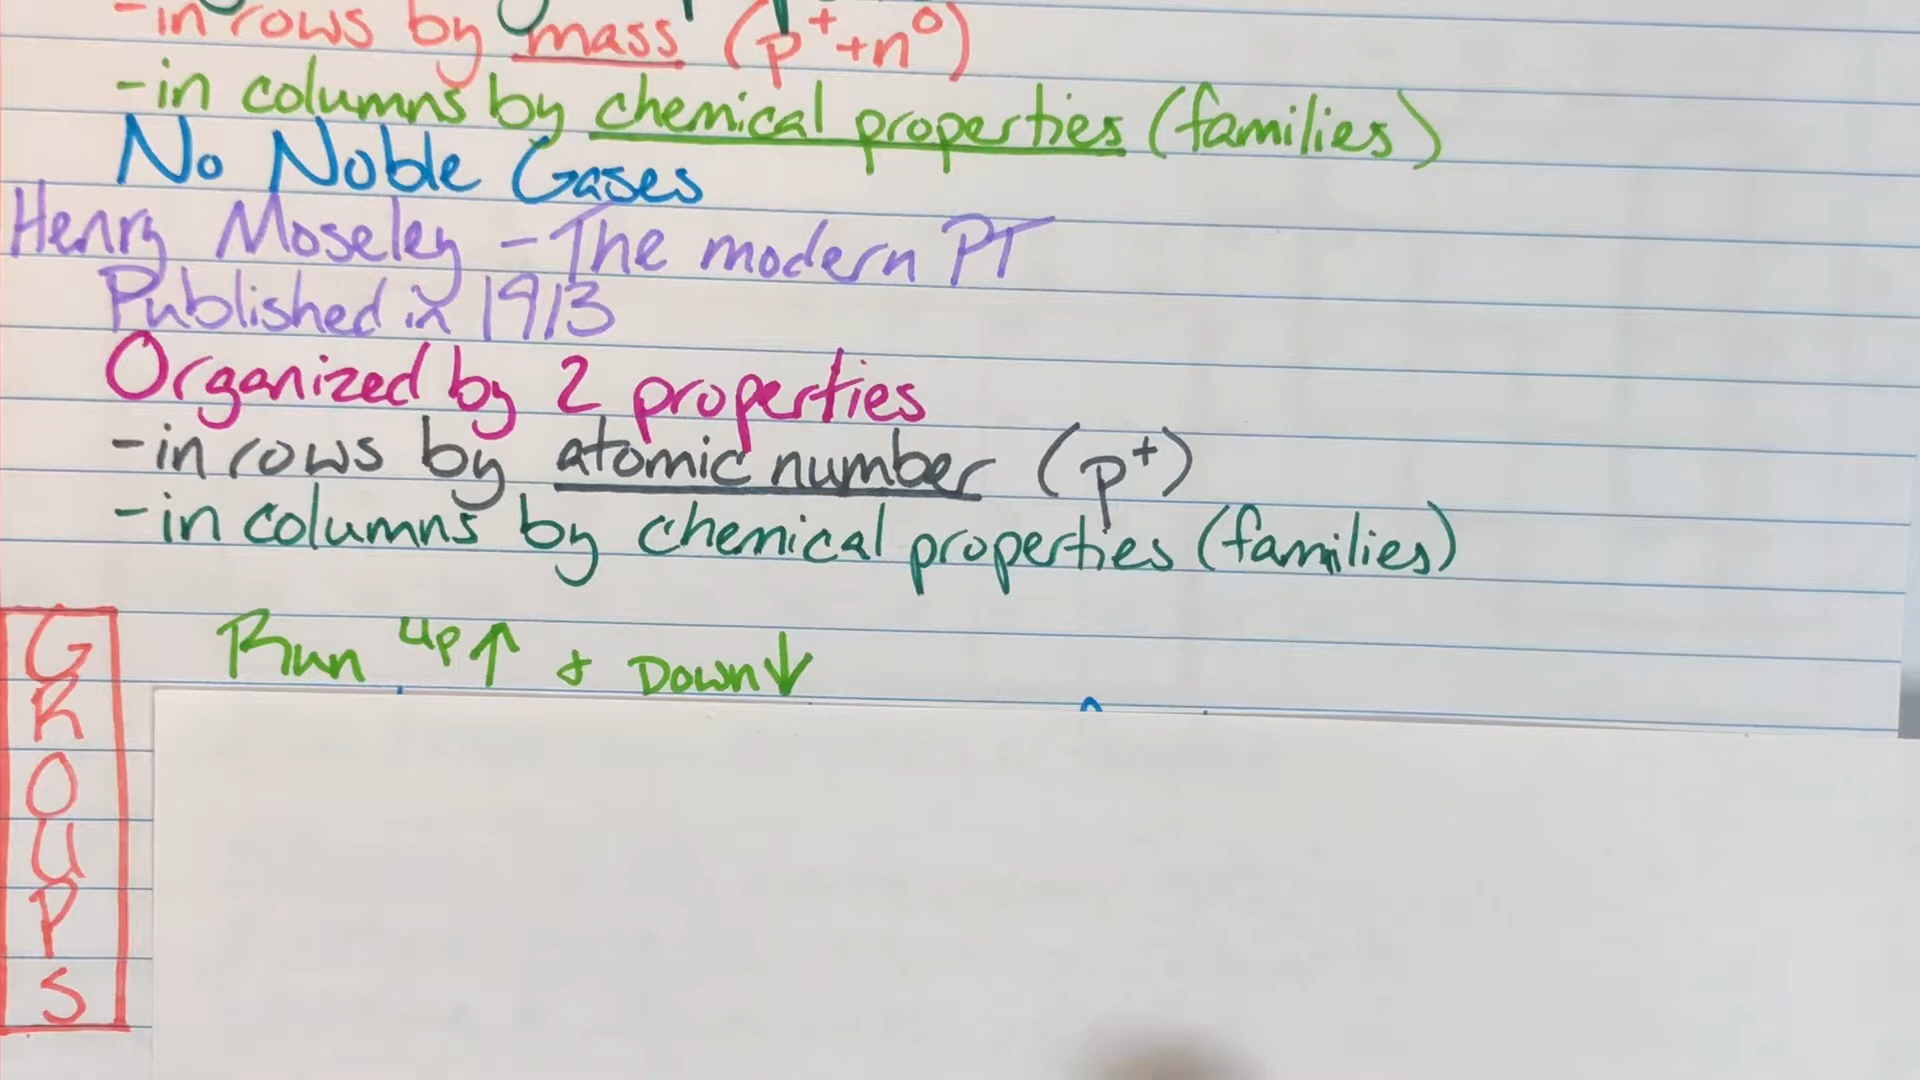 -in rows by mass (p⁺+n⁰)
-in columns by chemical properties (families)
No Noble Gases
Henry Moseley - The modern PT
Published in 1913
Organized by 2 properties
-in rows by atomic number (p⁺)
-in columns by chemical properties (families)
GROUPS
Run up↑ & Down↓